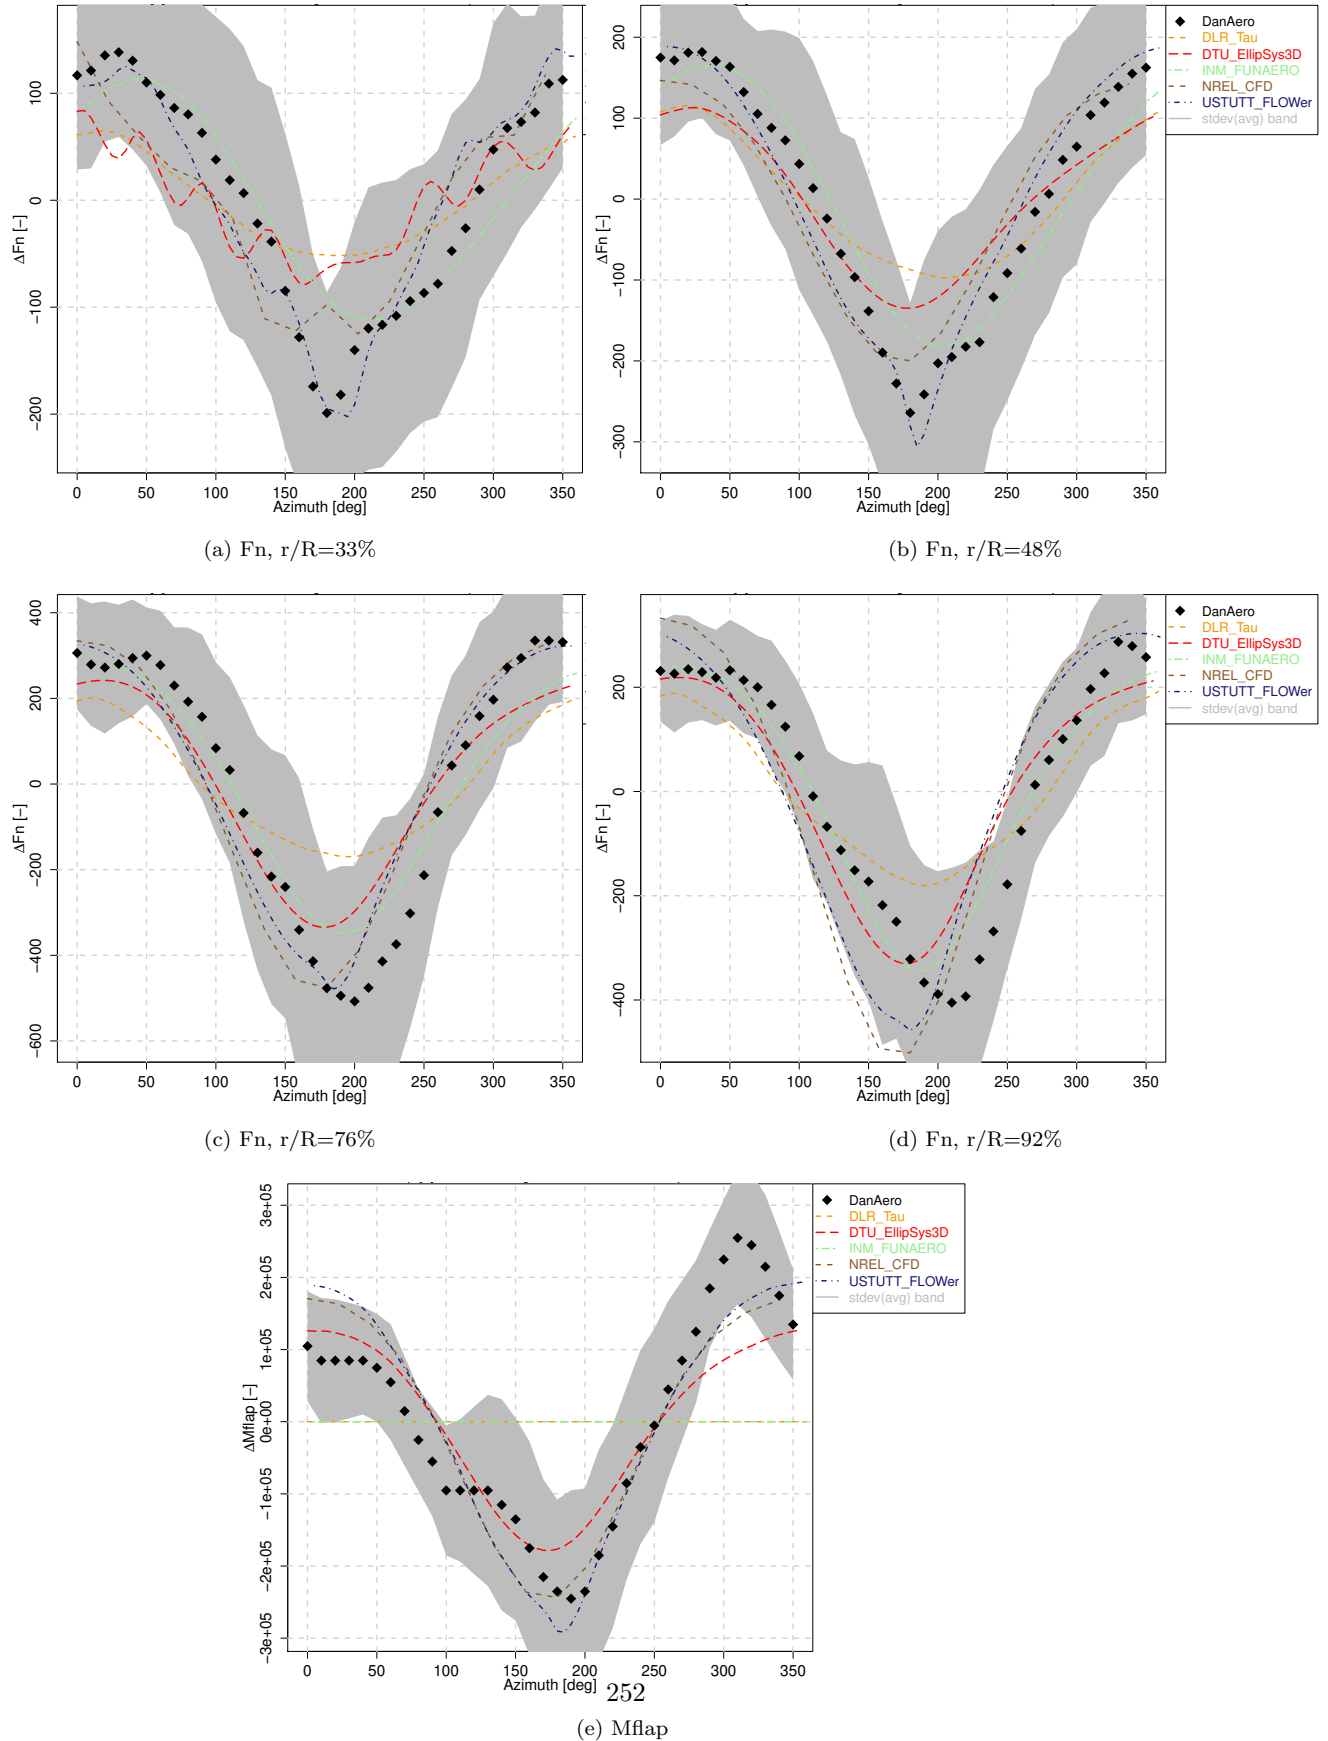 100
0
−100
−200
ΔFn [−]
0 50 100 150 200 250 300 350
Azimuth [deg]
(a) Fn, r/R=33%
200
100
0
−100
−200
−300
ΔFn [−]
0 50 100 150 200 250 300 350
Azimuth [deg]
(b) Fn, r/R=48%
DanAero
DLR_Tau
DTU_EllipSys3D
INM_FUNAERO
NREL_CFD
USTUTT_FLOWer
stdev(avg) band
400
200
0
−200
−400
−600
ΔFn [−]
0 50 100 150 200 250 300 350
Azimuth [deg]
(c) Fn, r/R=76%
200
0
−200
−400
ΔFn [−]
0 50 100 150 200 250 300 350
Azimuth [deg]
(d) Fn, r/R=92%
DanAero
DLR_Tau
DTU_EllipSys3D
INM_FUNAERO
NREL_CFD
USTUTT_FLOWer
stdev(avg) band
3e+05
2e+05
1e+05
0e+00
−1e+05
−2e+05
−3e+05
ΔMflap [−]
0 50 100 150 200 250 300 350
Azimuth [deg]
DanAero
DLR_Tau
DTU_EllipSys3D
INM_FUNAERO
NREL_CFD
USTUTT_FLOWer
stdev(avg) band
252
(e) Mflap